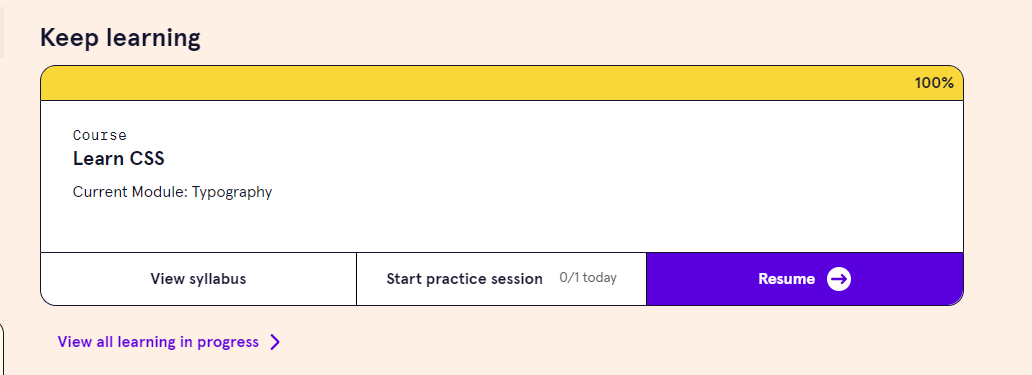 Keep learning
100%
Course
Learn CSS
Current Module: Typography
View syllabus
Start practice session 0/1 today
Resume
View all learning in progress